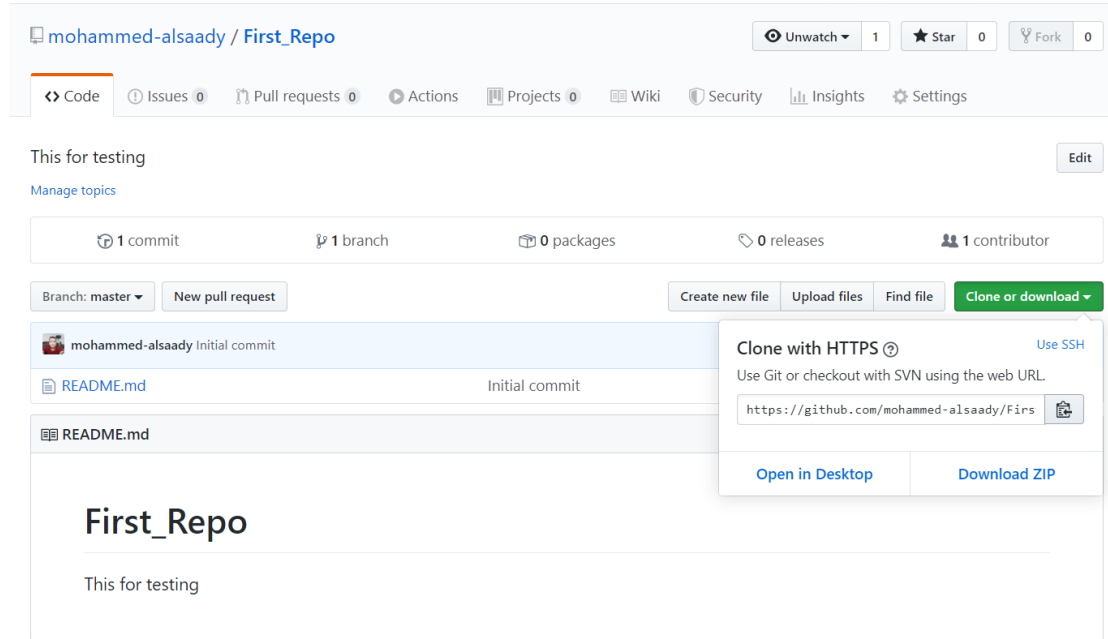 mohammed-alsaady / First_Repo
Unwatch 1 Star 0 Fork 0
Code Issues 0 Pull requests 0 Actions Projects 0 Wiki Security Insights Settings
This for testing
Edit
Manage topics
1 commit 1 branch 0 packages 0 releases 1 contributor
Branch: master New pull request Create new file Upload files Find file Clone or download
mohammed-alsaady Initial commit
README.md Initial commit
Clone with HTTPS Use SSH
Use Git or checkout with SVN using the web URL.
https://github.com/mohammed-alsaady/Firs
Open in Desktop Download ZIP
README.md
First_Repo
This for testing